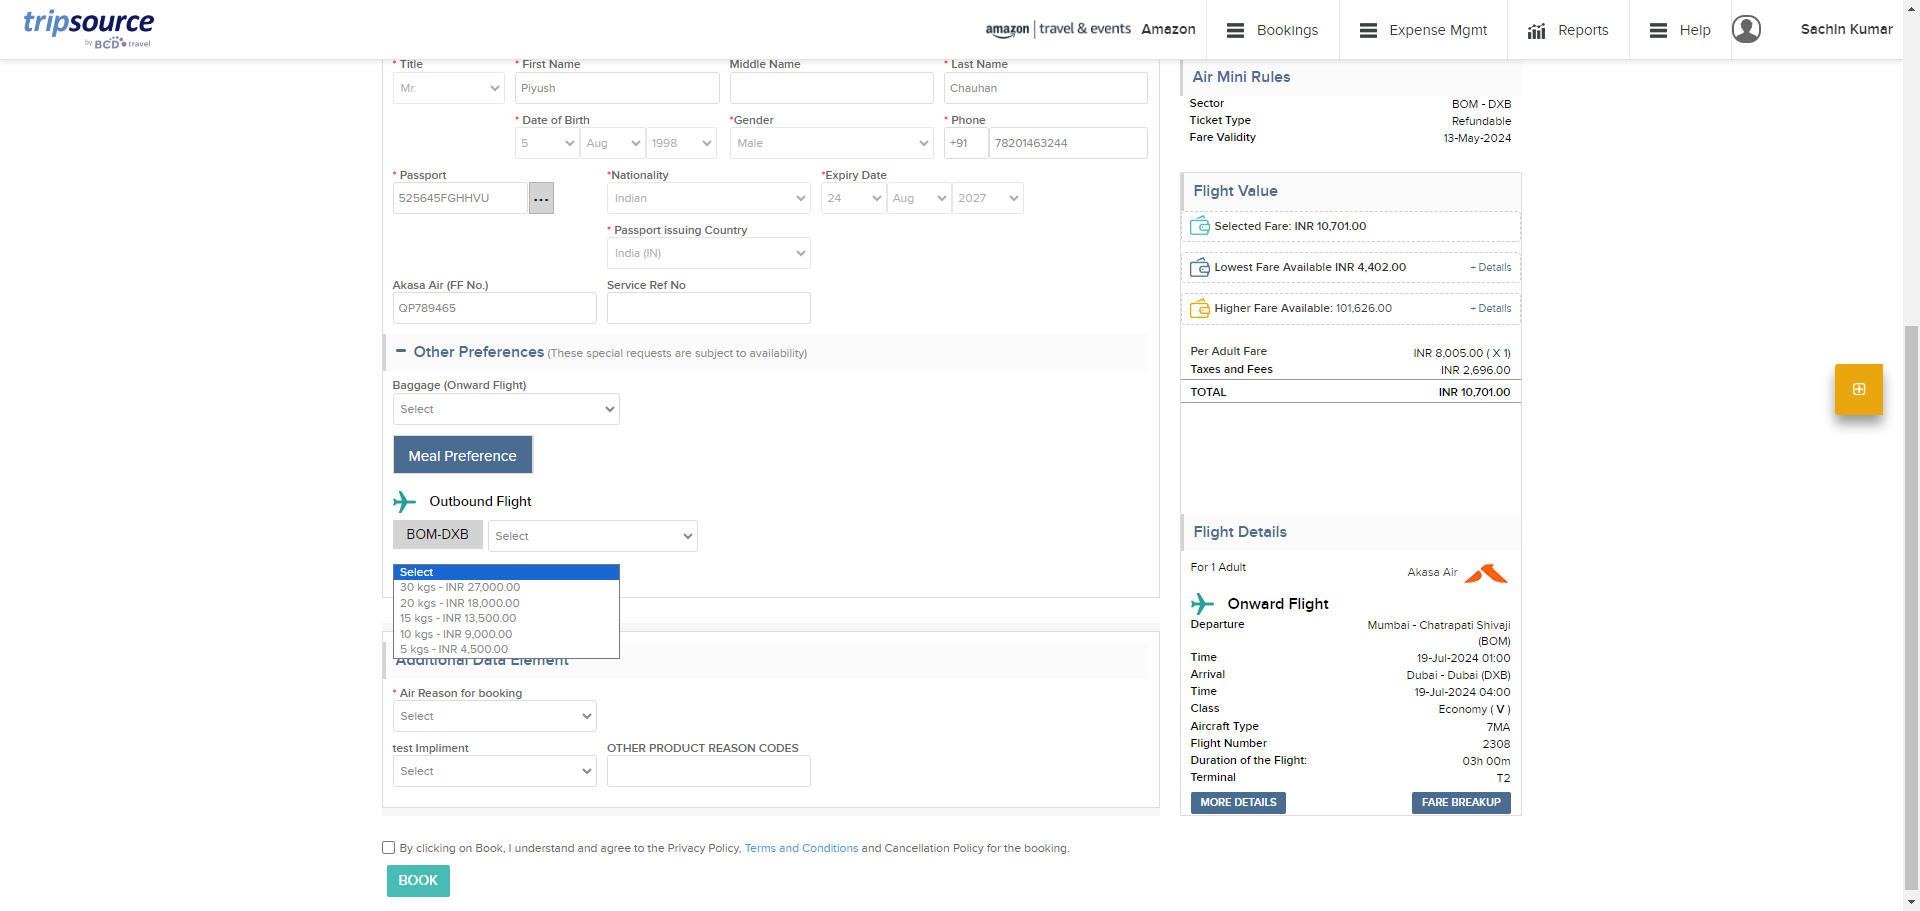 tripsource
by BCD travel
amazon | travel & events Amazon
Bookings
Expense Mgmt
Reports
Help
Sachin Kumar
* Title
* First Name
Middle Name
* Last Name
Mr.
Piyush
Chauhan
* Date of Birth
*Gender
* Phone
5
Aug
1998
Male
+91
78201463244
* Passport
*Nationality
*Expiry Date
525645FGHHVU
...
Indian
24
Aug
2027
* Passport issuing Country
India (IN)
Akasa Air (FF No.)
Service Ref No
QP789465
Other Preferences (These special requests are subject to availability)
Baggage (Onward Flight)
Select
Meal Preference
Outbound Flight
BOM-DXB
Select
Select
30 kgs - INR 27,000.00
20 kgs - INR 18,000.00
15 kgs - INR 13,500.00
10 kgs - INR 9,000.00
5 kgs - INR 4,500.00
Additional Data Element
* Air Reason for booking
Select
test Impliment
OTHER PRODUCT REASON CODES
Select
By clicking on Book, I understand and agree to the Privacy Policy, Terms and Conditions and Cancellation Policy for the booking.
BOOK
Air Mini Rules
Sector BOM - DXB
Ticket Type Refundable
Fare Validity 13-May-2024
Flight Value
Selected Fare: INR 10,701.00
Lowest Fare Available INR 4,402.00 + Details
Higher Fare Available: 101,626.00 + Details
Per Adult Fare INR 8,005.00 ( X 1)
Taxes and Fees INR 2,696.00
TOTAL INR 10,701.00
Flight Details
For 1 Adult Akasa Air
Onward Flight
Departure Mumbai - Chatrapati Shivaji
(BOM)
Time 19-Jul-2024 01:00
Arrival Dubai - Dubai (DXB)
Time 19-Jul-2024 04:00
Class Economy ( V )
Aircraft Type 7MA
Flight Number 2308
Duration of the Flight: 03h 00m
Terminal T2
MORE DETAILS
FARE BREAKUP